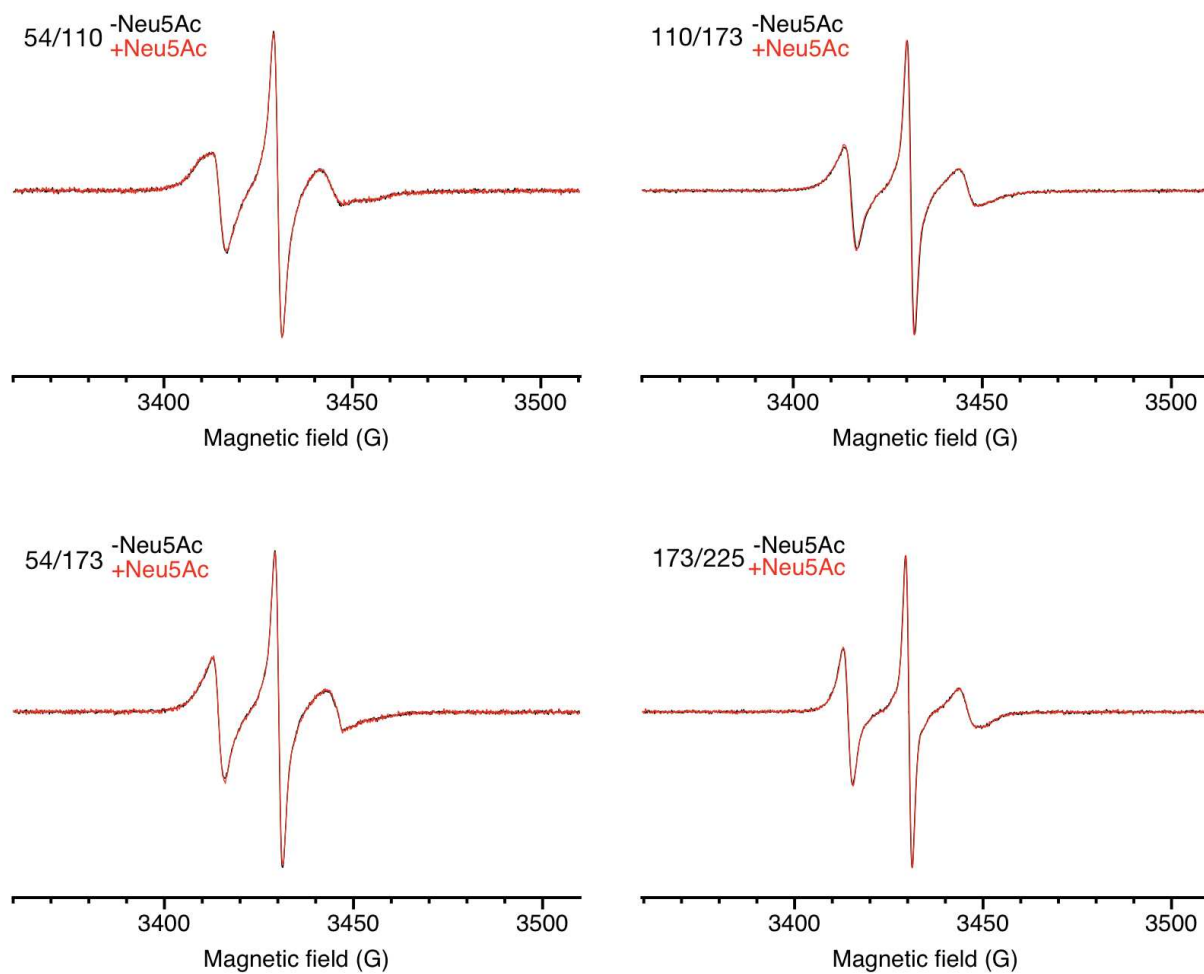 54/110 -Neu5Ac
+Neu5Ac
3400 3450 3500
Magnetic field (G)
110/173 -Neu5Ac
+Neu5Ac
3400 3450 3500
Magnetic field (G)
54/173 -Neu5Ac
+Neu5Ac
3400 3450 3500
Magnetic field (G)
173/225 -Neu5Ac
+Neu5Ac
3400 3450 3500
Magnetic field (G)